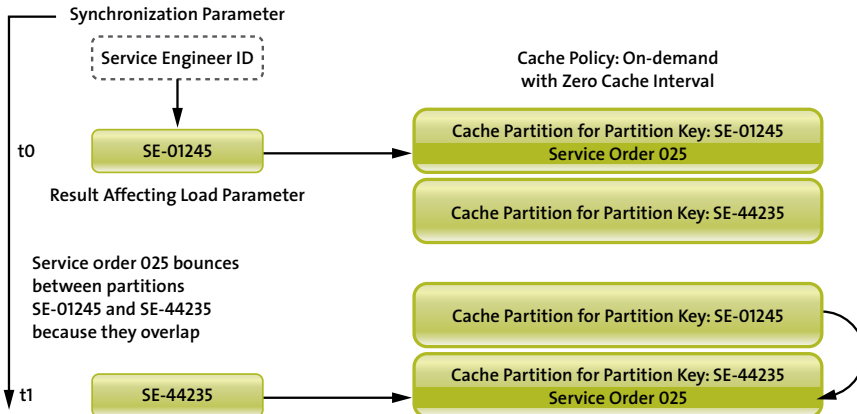 Synchronization Parameter
Service Engineer ID
Cache Policy: On-demand
with Zero Cache Interval
t0
SE-01245
Cache Partition for Partition Key: SE-01245
Service Order 025
Result Affecting Load Parameter
Cache Partition for Partition Key: SE-44235
Service order 025 bounces
between partitions
SE-01245 and SE-44235
because they overlap
Cache Partition for Partition Key: SE-01245
t1
SE-44235
Cache Partition for Partition Key: SE-44235
Service Order 025